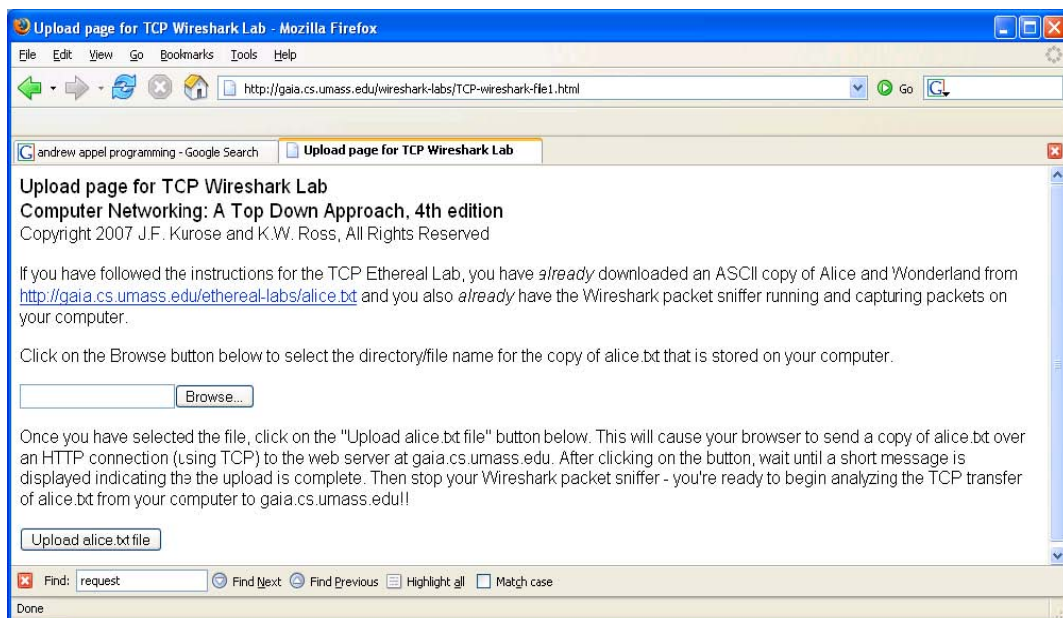 Upload page for TCP Wireshark Lab - Mozilla Firefox
File Edit View Go Bookmarks Tools Help
http://gaia.cs.umass.edu/wireshark-labs/TCP-wireshark-file1.html Go G
G andrew appel programming - Google Search Upload page for TCP Wireshark Lab
Upload page for TCP Wireshark Lab
Computer Networking: A Top Down Approach, 4th edition
Copyright 2007 J.F. Kurose and K.W. Ross, All Rights Reserved
If you have followed the instructions for the TCP Ethereal Lab, you have already downloaded an ASCII copy of Alice and Wonderland from
http://gaia.cs.umass.edu/ethereal-labs/alice.txt and you also already have the Wireshark packet sniffer running and capturing packets on
your computer.
Click on the Browse button below to select the directory/file name for the copy of alice.txt that is stored on your computer.
Browse...
Once you have selected the file, click on the "Upload alice.txt file" button below. This will cause your browser to send a copy of alice.txt over
an HTTP connection (using TCP) to the web server at gaia.cs.umass.edu. After clicking on the button, wait until a short message is
displayed indicating the the upload is complete. Then stop your Wireshark packet sniffer - you're ready to begin analyzing the TCP transfer
of alice.txt from your computer to gaia.cs.umass.edu!!
Upload alice.txt file
Find: request Find Next Find Previous Highlight all Match case
Done